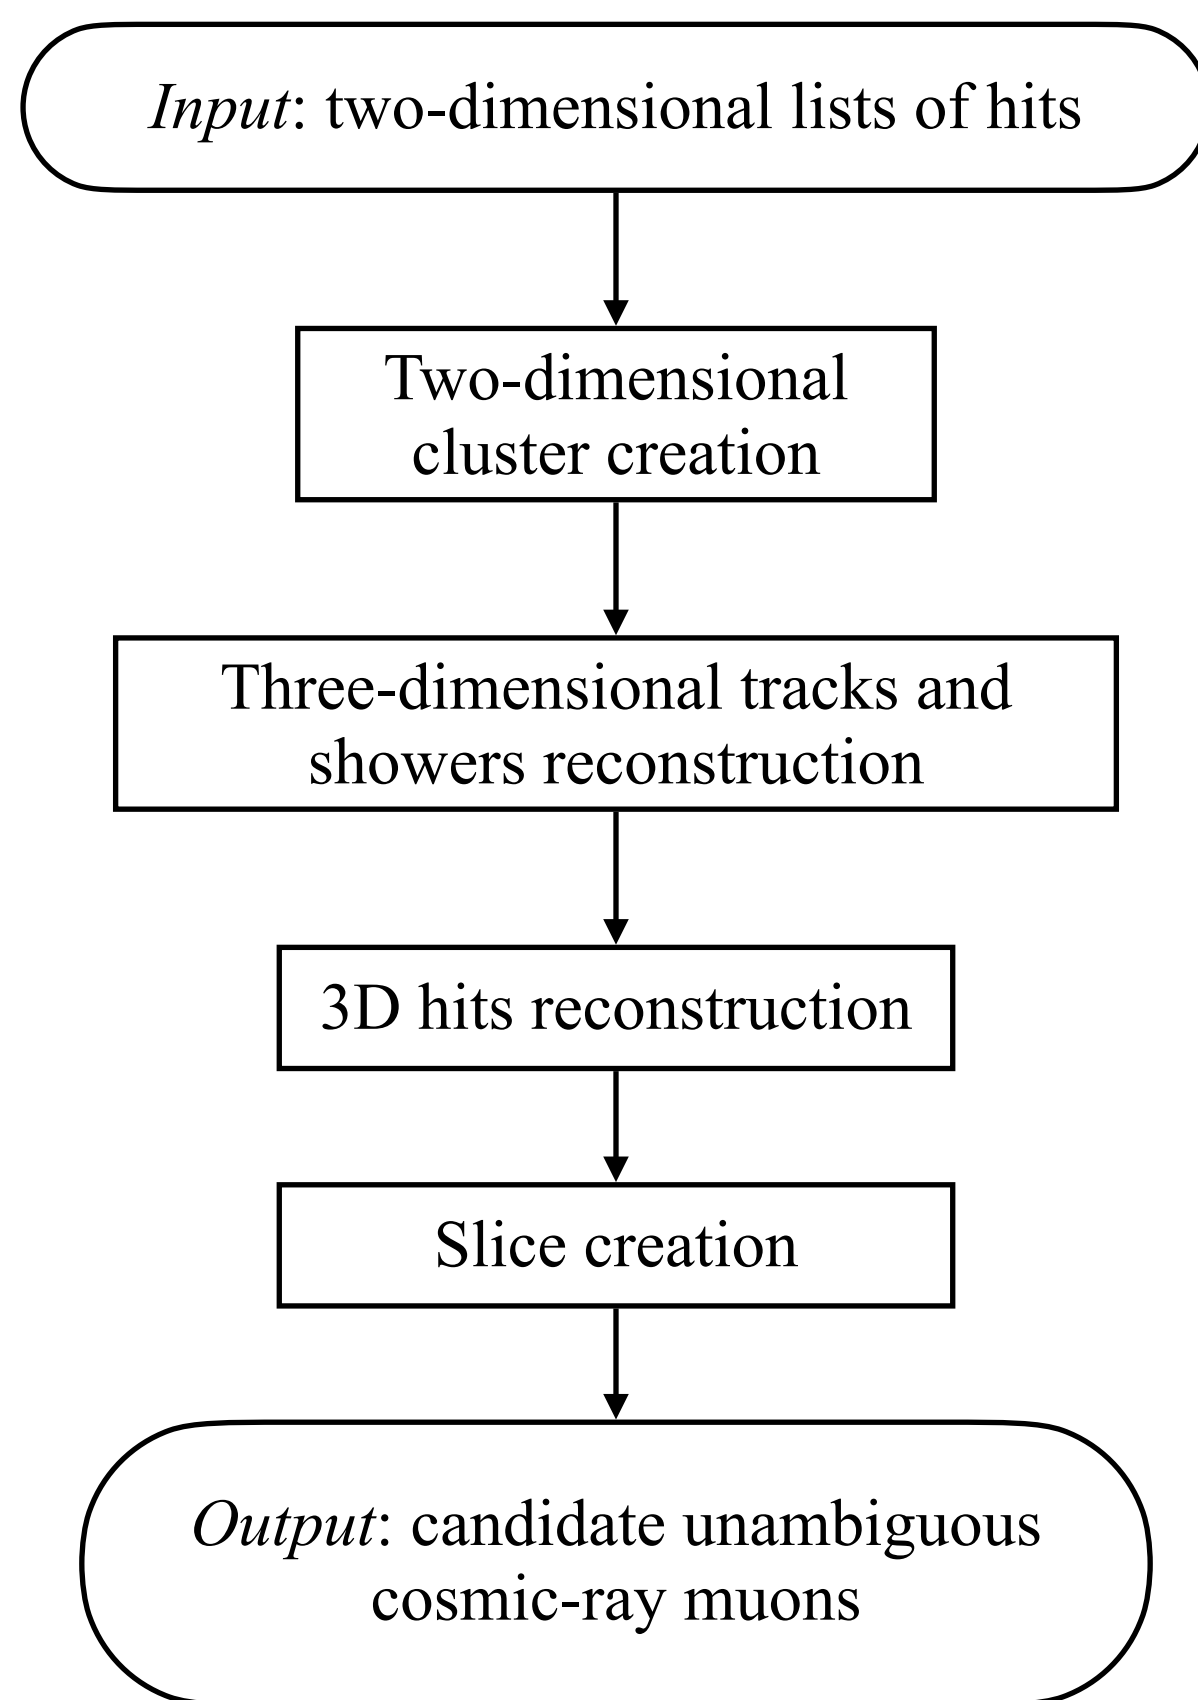 Input: two-dimensional lists of hits
Two-dimensional
cluster creation
Three-dimensional tracks and
showers reconstruction
3D hits reconstruction
Slice creation
Output: candidate unambiguous
cosmic-ray muons